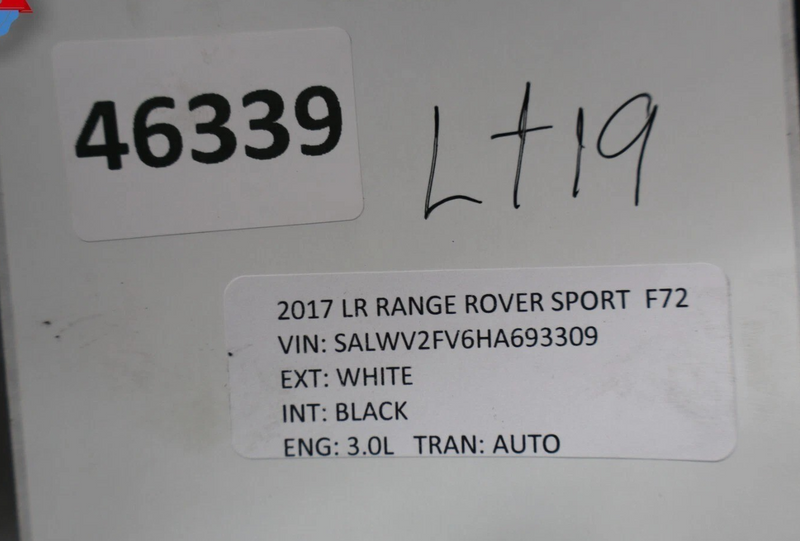 46339
Lt19
2017 LR RANGE ROVER SPORT F72
VIN: SALWV2FV6HA693309
EXT: WHITE
INT: BLACK
ENG: 3.0L TRAN: AUTO